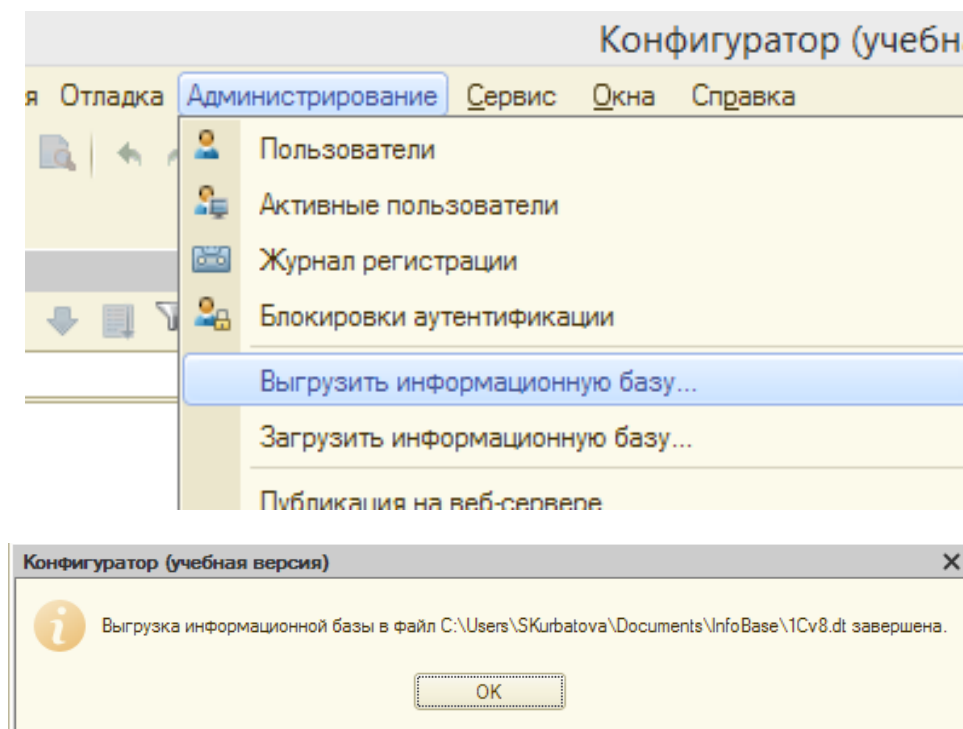 Конфигуратор (учебн
я Отладка Администрирование Сервис Окна Справка
Пользователи
Активные пользователи
Журнал регистрации
Блокировки аутентификации
Выгрузить информационную базу...
Загрузить информационную базу...
Публикация на веб-сервере
Конфигуратор (учебная версия)
Выгрузка информационной базы в файл C:\Users\SKurbatova\Documents\InfoBase\1Cv8.dt завершена.
OK